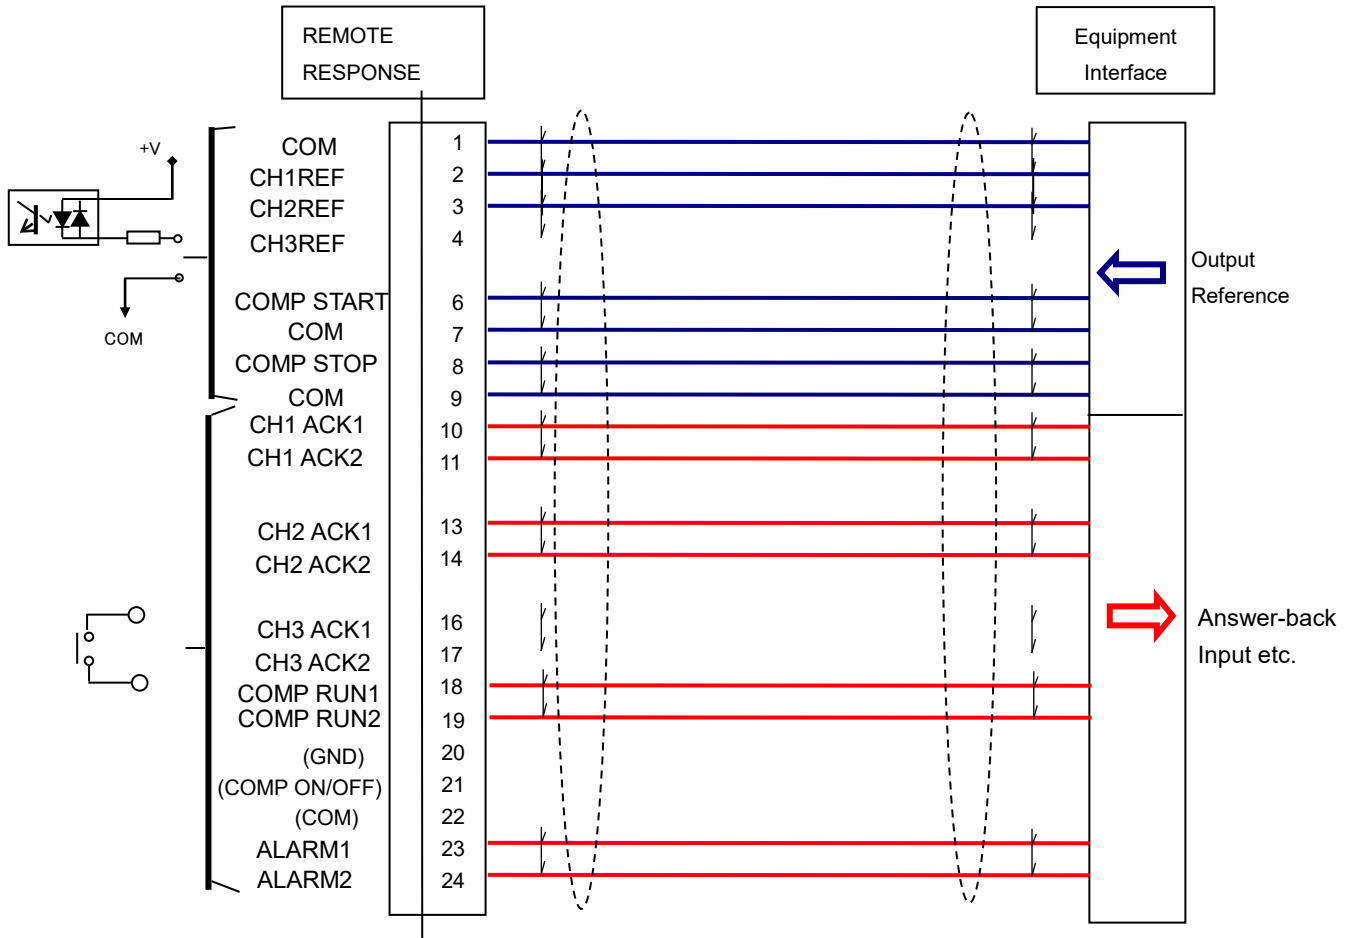 REMOTE
RESPONSE
Equipment
Interface
+V
COM
COM 1
CH1REF 2
CH2REF 3
CH3REF 4
COMP START 6
COM 7
COMP STOP 8
COM 9
CH1 ACK1 10
CH1 ACK2 11
CH2 ACK1 13
CH2 ACK2 14
CH3 ACK1 16
CH3 ACK2 17
COMP RUN1 18
COMP RUN2 19
(GND) 20
(COMP ON/OFF) 21
(COM) 22
ALARM1 23
ALARM2 24
Output
Reference
Answer-back
Input etc.